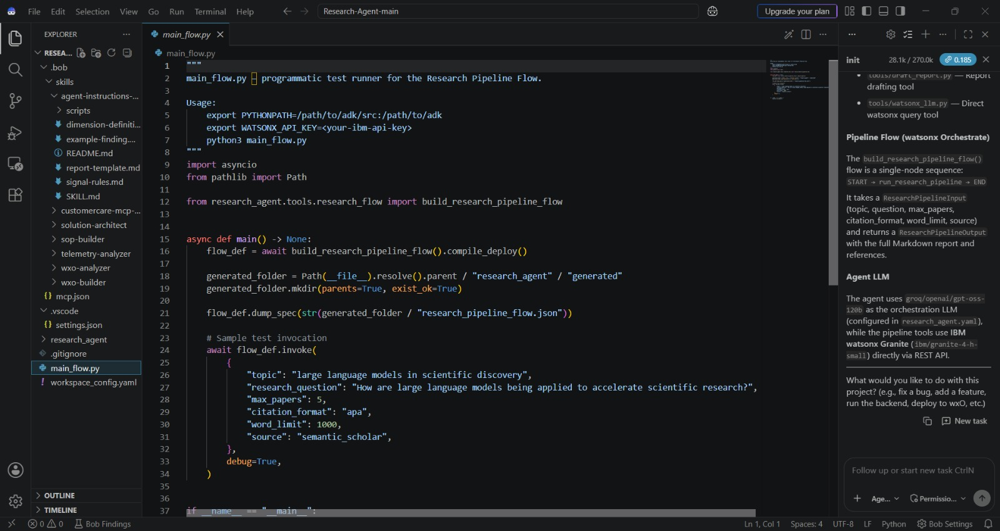 File Edit Selection View Go Run Terminal Help
Research-Agent-main
Upgrade your plan
EXPLORER
RESEA...
.bob
skills
agent-instructions-...
scripts
dimension-definiti...
example-finding....
README.md
report-template.md
signal-rules.md
SKILL.md
customercare-mcp-...
solution-architect
sop-builder
telemetry-analyzer
wxo-analyzer
wxo-builder
mcp.json
.vscode
settings.json
research_agent
.gitignore
main_flow.py
workspace_config.yaml
OUTLINE
TIMELINE
main_flow.py
main_flow.py
1 """
2 main_flow.py – programmatic test runner for the Research Pipeline Flow.
3
4 Usage:
5 export PYTHONPATH=/path/to/adk/src:/path/to/adk
6 export WATSONX_API_KEY=<your-ibm-api-key>
7 python3 main_flow.py
8 """
9 import asyncio
10 from pathlib import Path
11
12 from research_agent.tools.research_flow import build_research_pipeline_flow
13
14
15 async def main() -> None:
16 flow_def = await build_research_pipeline_flow().compile_deploy()
17
18 generated_folder = Path(__file__).resolve().parent / "research_agent" / "generated"
19 generated_folder.mkdir(parents=True, exist_ok=True)
20
21 flow_def.dump_spec(str(generated_folder / "research_pipeline_flow.json"))
22
23 # Sample test invocation
24 await flow_def.invoke(
25 {
26 "topic": "large language models in scientific discovery",
27 "research_question": "How are large language models being applied to accelerate scientific research?",
28 "max_papers": 5,
29 "citation_format": "apa",
30 "word_limit": 1000,
31 "source": "semantic_scholar",
32 },
33 debug=True,
34 )
35
36
37 if __name__ == "__main__":
init 28.1k / 270.0k 0.185
tools/draft_report.py — Report
drafting tool
tools/watsonx_llm.py — Direct
watsonx query tool
Pipeline Flow (watsonx Orchestrate)
The build_research_pipeline_flow()
flow is a single-node sequence:
START → run_research_pipeline → END
It takes a ResearchPipelineInput
(topic, question, max_papers,
citation_format, word_limit, source)
and returns a ResearchPipelineOutput
with the full Markdown report and
references.
Agent LLM
The agent uses groq/openai/gpt-oss-
120b as the orchestration LLM
(configured in research_agent.yaml),
while the pipeline tools use IBM
watsonx Granite (ibm/granite-4-h-
small) directly via REST API.
What would you like to do with this
project? (e.g., fix a bug, add a feature,
run the backend, deploy to wxO, etc.)
New task
Follow up or start new task CtrlN
Age... Permissio...
0 0 Bob Findings
Ln 1, Col 1 Spaces: 4 UTF-8 LF Python Bob Settings